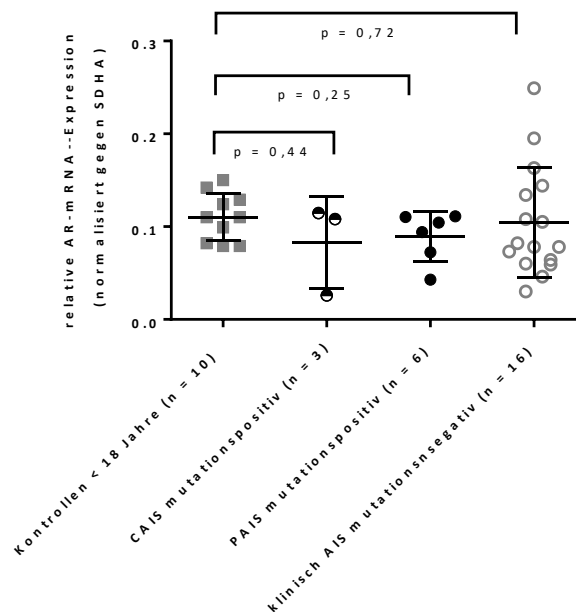 p = 0,72
p = 0,25
p = 0,44
relative AR-mRNA--Expression
(normalisiert gegen SDHA)
0.3
0.2
0.1
0.0
Kontrollen < 18 Jahre (n = 10)
CAIS mutationspositiv (n = 3)
PAIS mutationspositiv (n = 6)
klinisch AIS mutationsnsegativ (n = 16)